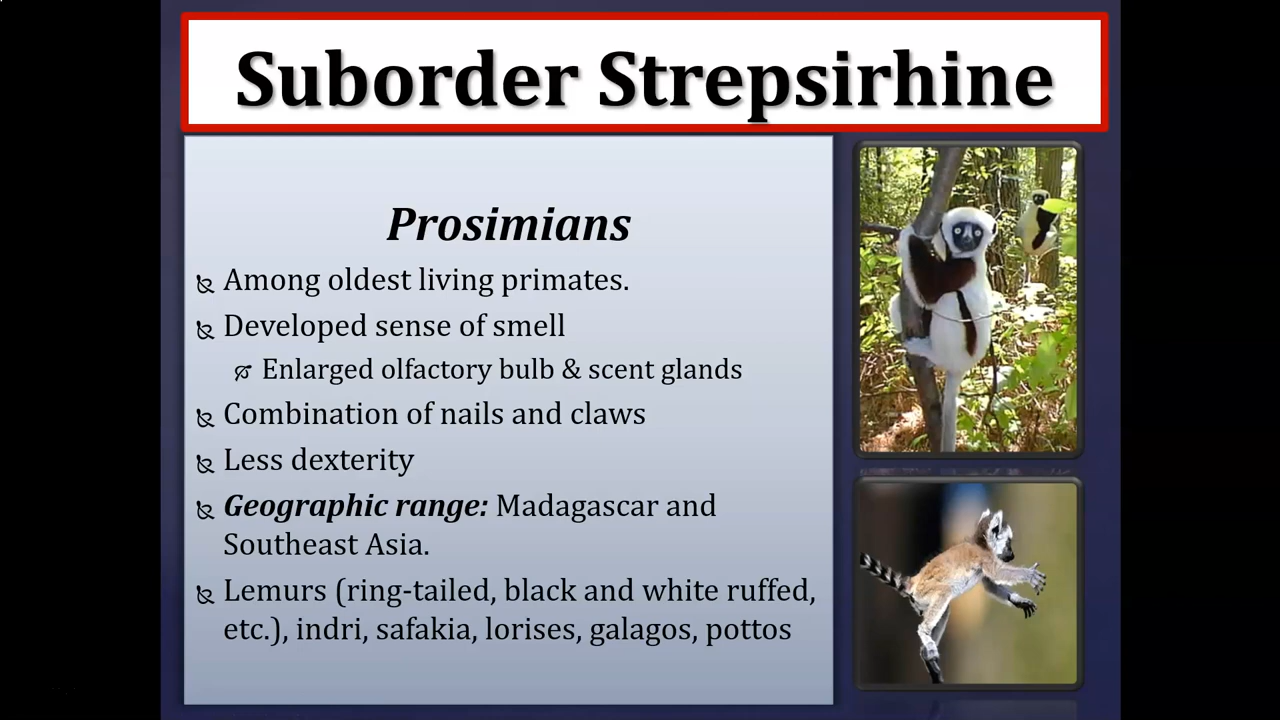 Suborder Strepsirhine
Prosimians
Among oldest living primates.
Developed sense of smell
Enlarged olfactory bulb & scent glands
Combination of nails and claws
Less dexterity
Geographic range: Madagascar and
Southeast Asia.
Lemurs (ring-tailed, black and white ruffed,
etc.), indri, safakia, lorises, galagos, pottos